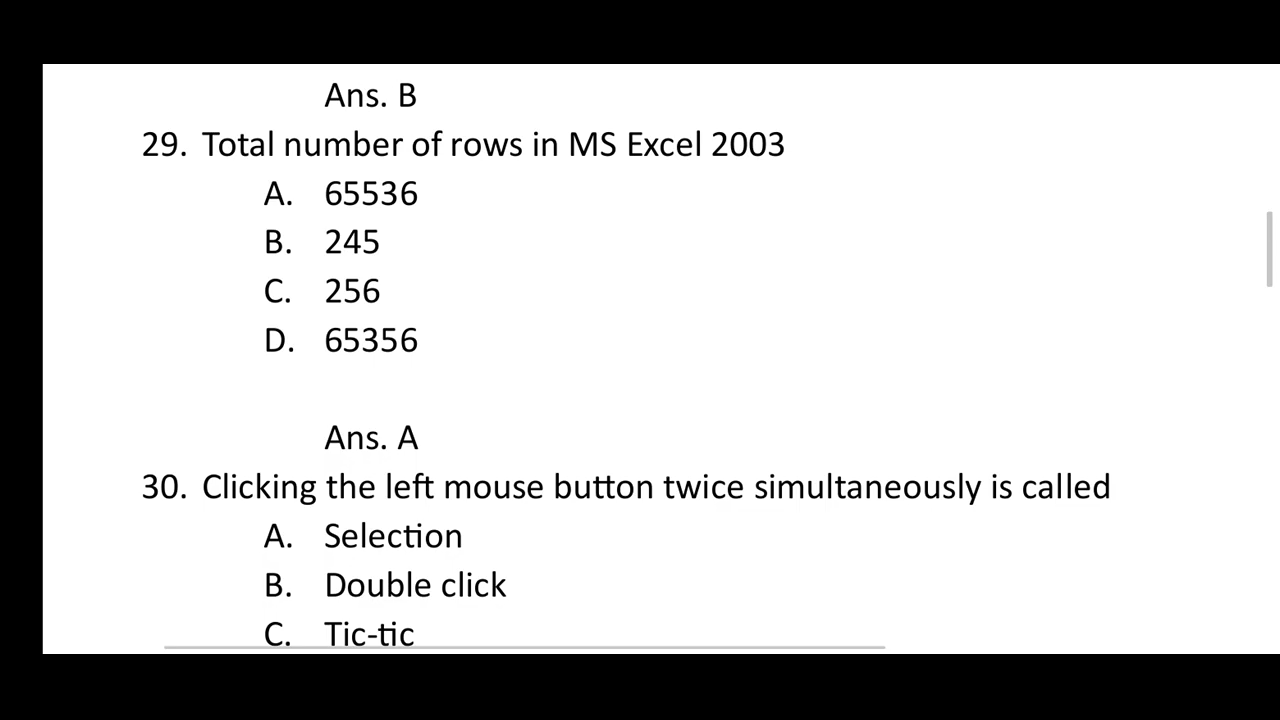 Ans. B
29. Total number of rows in MS Excel 2003
A. 65536
B. 245
C. 256
D. 65356
Ans. A
30. Clicking the left mouse button twice simultaneously is called
A. Selection
B. Double click
C. Tic-tic